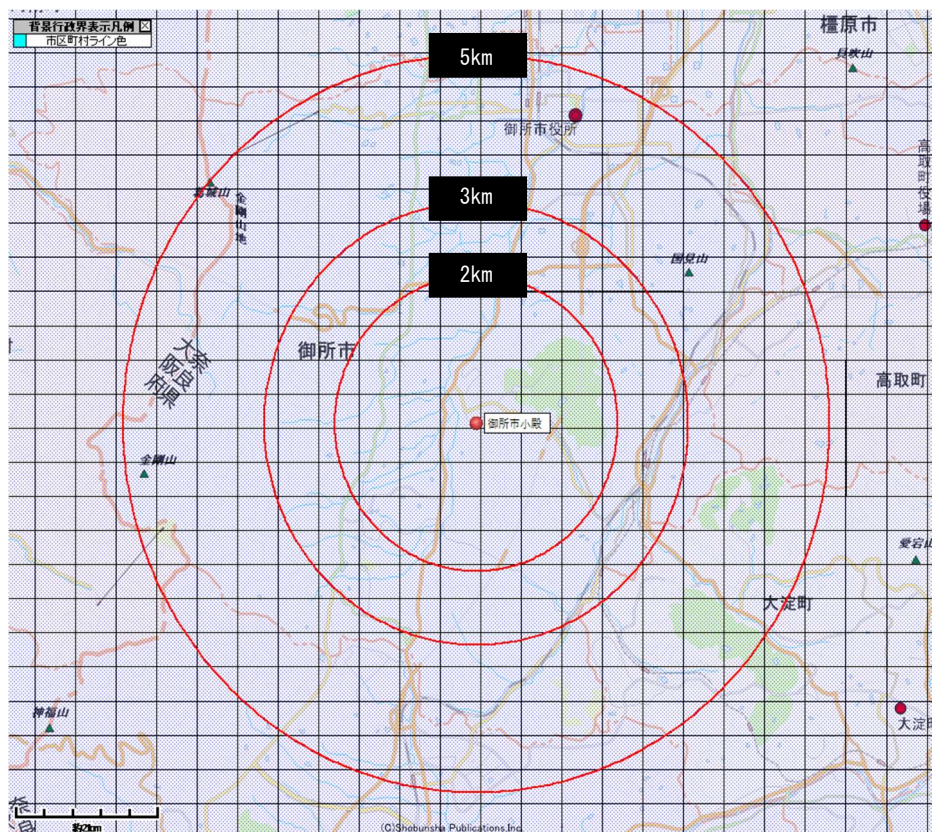 背景行政界表示凡例
市区町村ライン色
5km
橿原市
貝吹山
御所市役所
高取町役場
葛城山
3km
国見山
2km
御所市
大阪府
奈良県
高取町
御所市小殿
金剛山
愛宕山
大淀町
神福山
大淀町
奈良
約2km
(C)Shobunsha Publications,Inc.